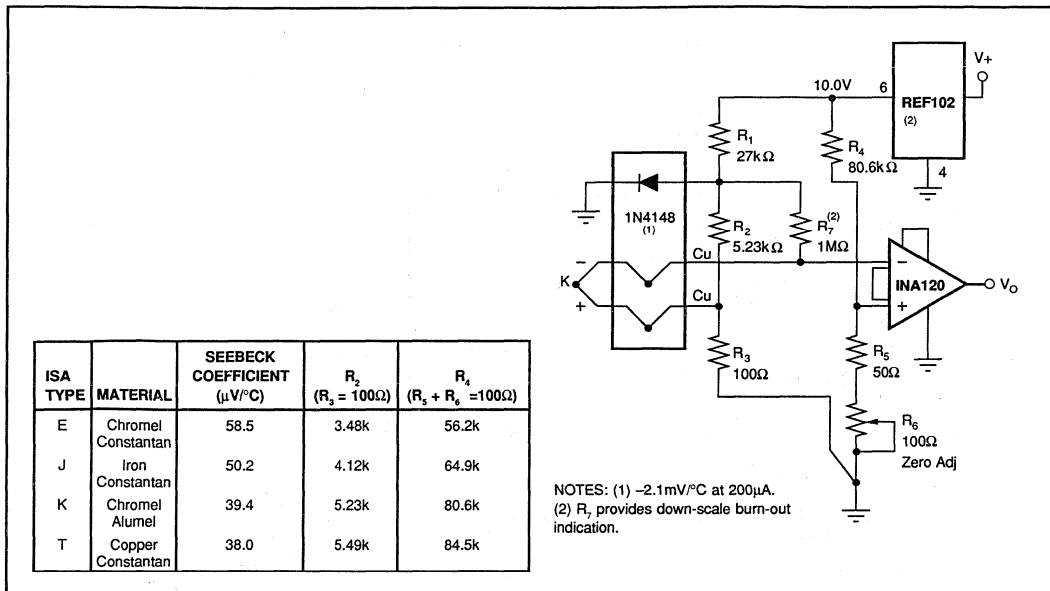 V+
10.0V
6
REF102
(2)
4
R1
27kΩ
R4
80.6kΩ
1N4148
(1)
R2
5.23kΩ
R7 (2)
1MΩ
Cu
–
K
+
Cu
–
INA120
+
VO
R3
100Ω
R5
50Ω
R6
100Ω
Zero Adj
NOTES: (1) –2.1mV/°C at 200µA.
(2) R7 provides down-scale burn-out
indication.
ISA TYPE MATERIAL SEEBECK COEFFICIENT (µV/°C) R2 (R3 = 100Ω) R4 (R5 + R6 =100Ω)
E Chromel Constantan 58.5 3.48k 56.2k
J Iron Constantan 50.2 4.12k 64.9k
K Chromel Alumel 39.4 5.23k 80.6k
T Copper Constantan 38.0 5.49k 84.5k